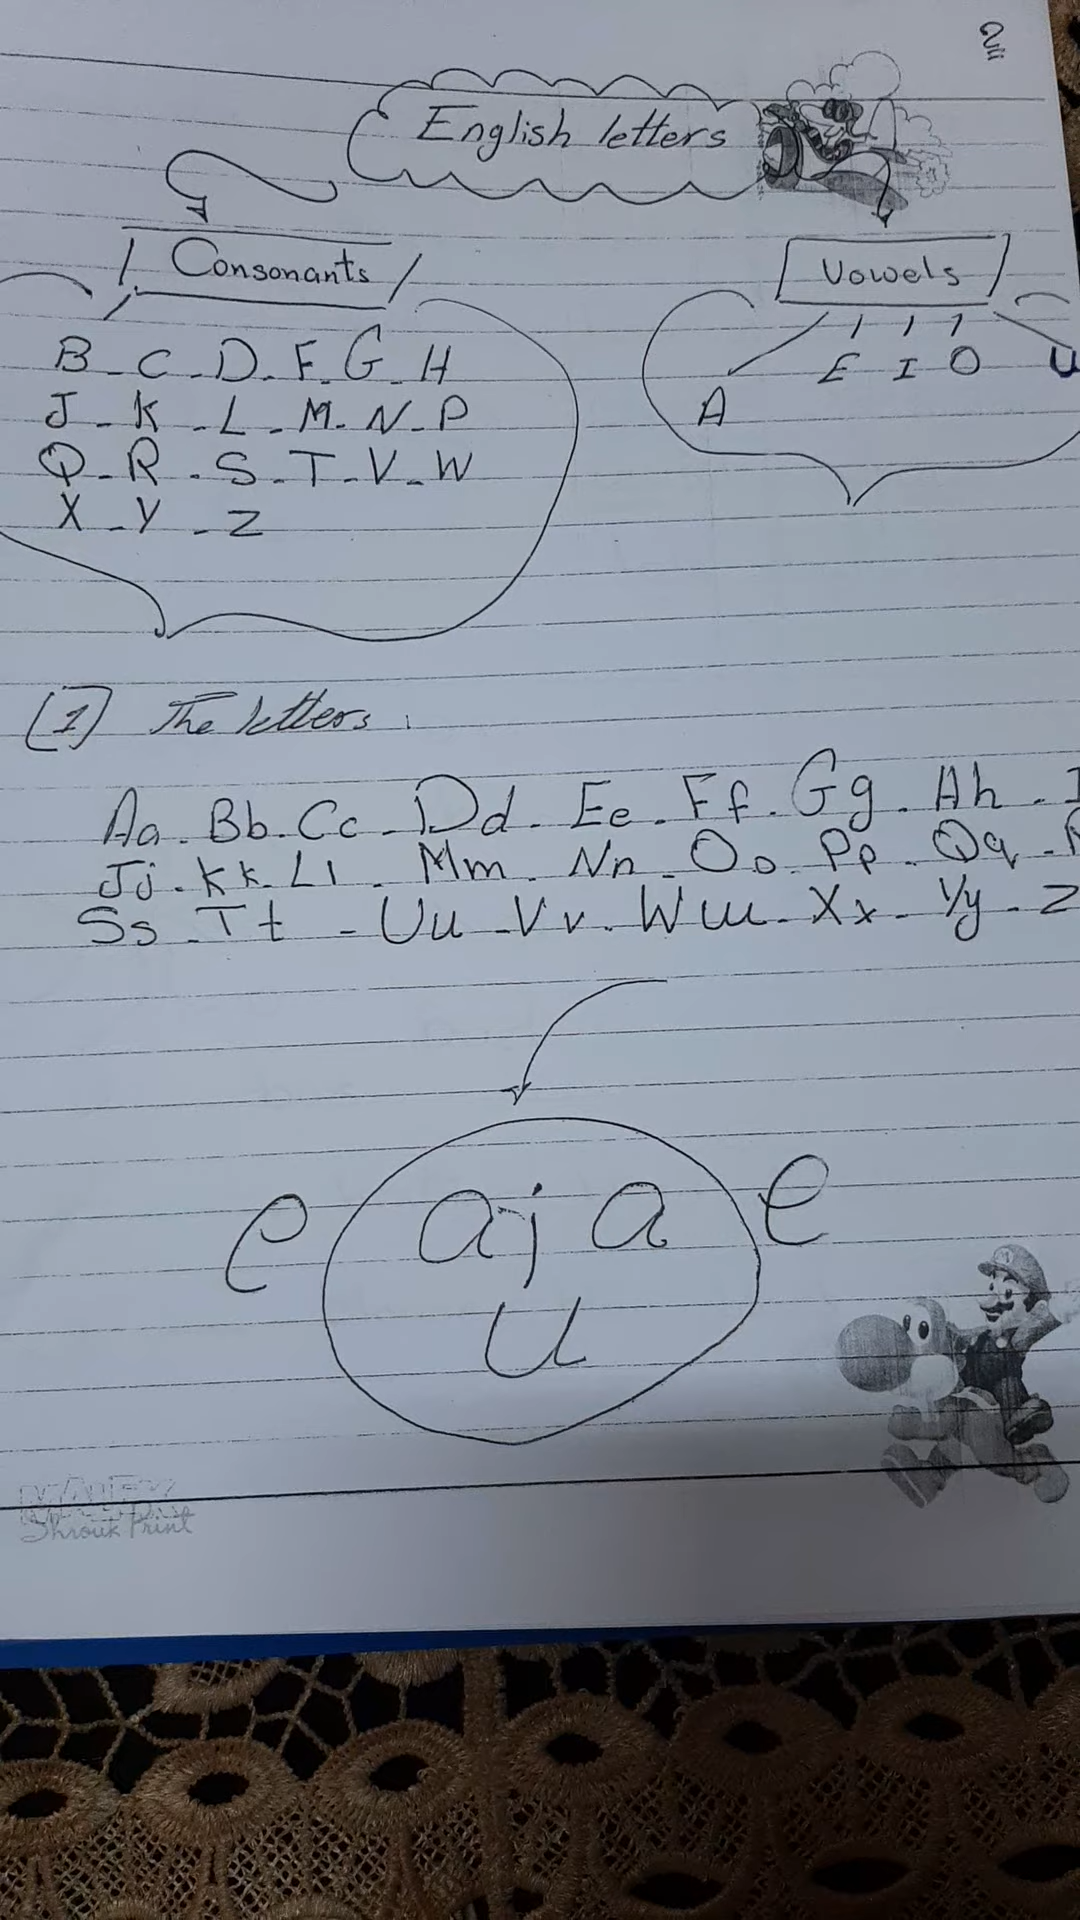 English letters
Consonants
Vowels
B - C - D - F - G - H
J - K - L - M - N - P
Q - R - S - T - V - W
X - Y - Z
A E I O U
(1) The letters:
Aa - Bb - Cc - Dd - Ee - Ff - Gg - Hh - I
Jj - Kk - Ll - Mm - Nn - Oo - Pp - Qq -
Ss - Tt - Uu - Vv - Ww - Xx - Yy - Z
e a j a e
u
Shrouk Print